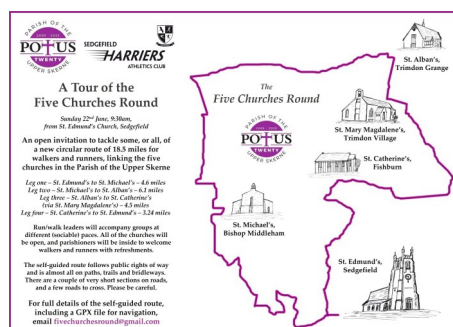 PARISH OF THE
POTUS
TWENTY
UPPER SKERNE
SEDGEFIELD
HARRIERS
ATHLETICS CLUB
A Tour of the
Five Churches Round
Sunday 22nd June, 9:30am,
from St. Edmund's Church, Sedgefield
An open invitation to tackle some, or all, of
a new circular route of 18.5 miles for
walkers and runners, linking the five
churches in the Parish of the Upper Skerne
Leg one – St. Edmund's to St. Michael's – 4.6 miles
Leg two – St. Michael's to St. Alban's – 6.1 miles
Leg three – St. Alban's to St. Catherine's
(via St. Mary Magdalene's) – 4.5 miles
Leg four – St. Catherine's to St. Edmund's – 3.24 miles
Run/walk leaders will accompany groups at
different (sociable) paces. All of the churches will
be open, and parishioners will be inside to welcome
walkers and runners with refreshments.
The self-guided route follows public rights of way
and is almost all on paths, trails and bridleways.
There are a couple of very short sections on roads,
and a few roads to cross. Please be careful.
For full details of the self-guided route,
including a GPX file for navigation,
email fivechurchesround@gmail.com
The
Five Churches Round
PARISH OF THE
POTUS
TWENTY
UPPER SKERNE
St. Alban's,
Trimdon Grange
St. Mary Magdalene's,
Trimdon Village
St. Catherine's,
Fishburn
St. Michael's,
Bishop Middleham
St. Edmund's,
Sedgefield